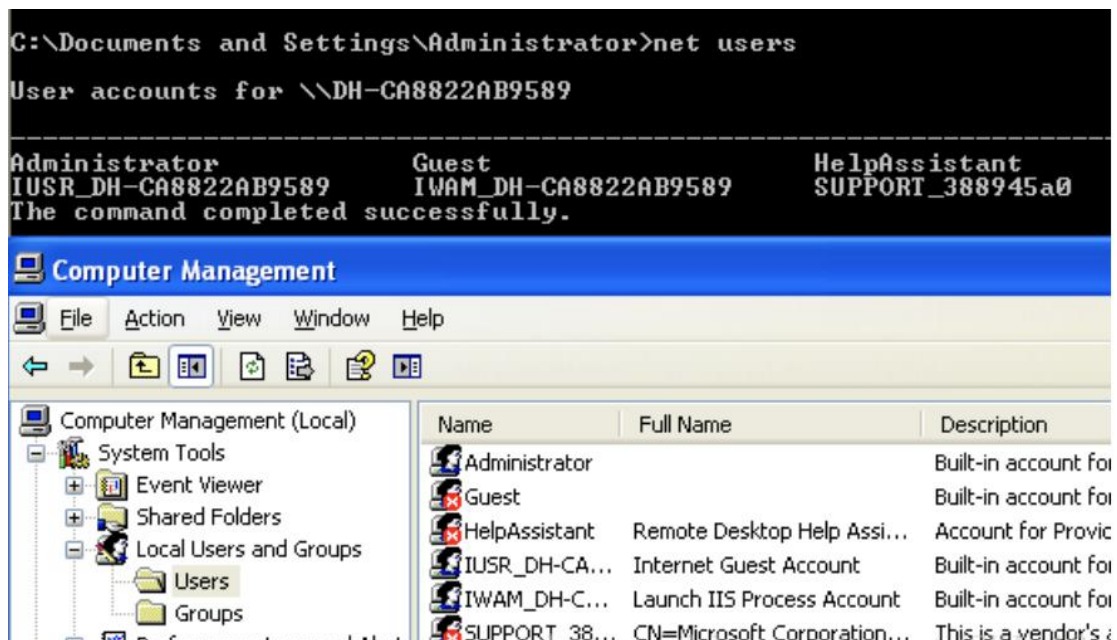 C:\Documents and Settings\Administrator>net users
User accounts for \\DH-CA8822AB9589
Administrator Guest HelpAssistant
IUSR_DH-CA8822AB9589 IWAM_DH-CA8822AB9589 SUPPORT_388945a0
The command completed successfully.
Computer Management
File Action View Window Help
Computer Management (Local)
System Tools
Event Viewer
Shared Folders
Local Users and Groups
Users
Groups
Name Full Name Description
Administrator Built-in account for
Guest Built-in account for
HelpAssistant Remote Desktop Help Assi... Account for Provic
IUSR_DH-CA... Internet Guest Account Built-in account for
IWAM_DH-C... Launch IIS Process Account Built-in account for
SUPPORT_38... CN=Microsoft Corporation... This is a vendor's